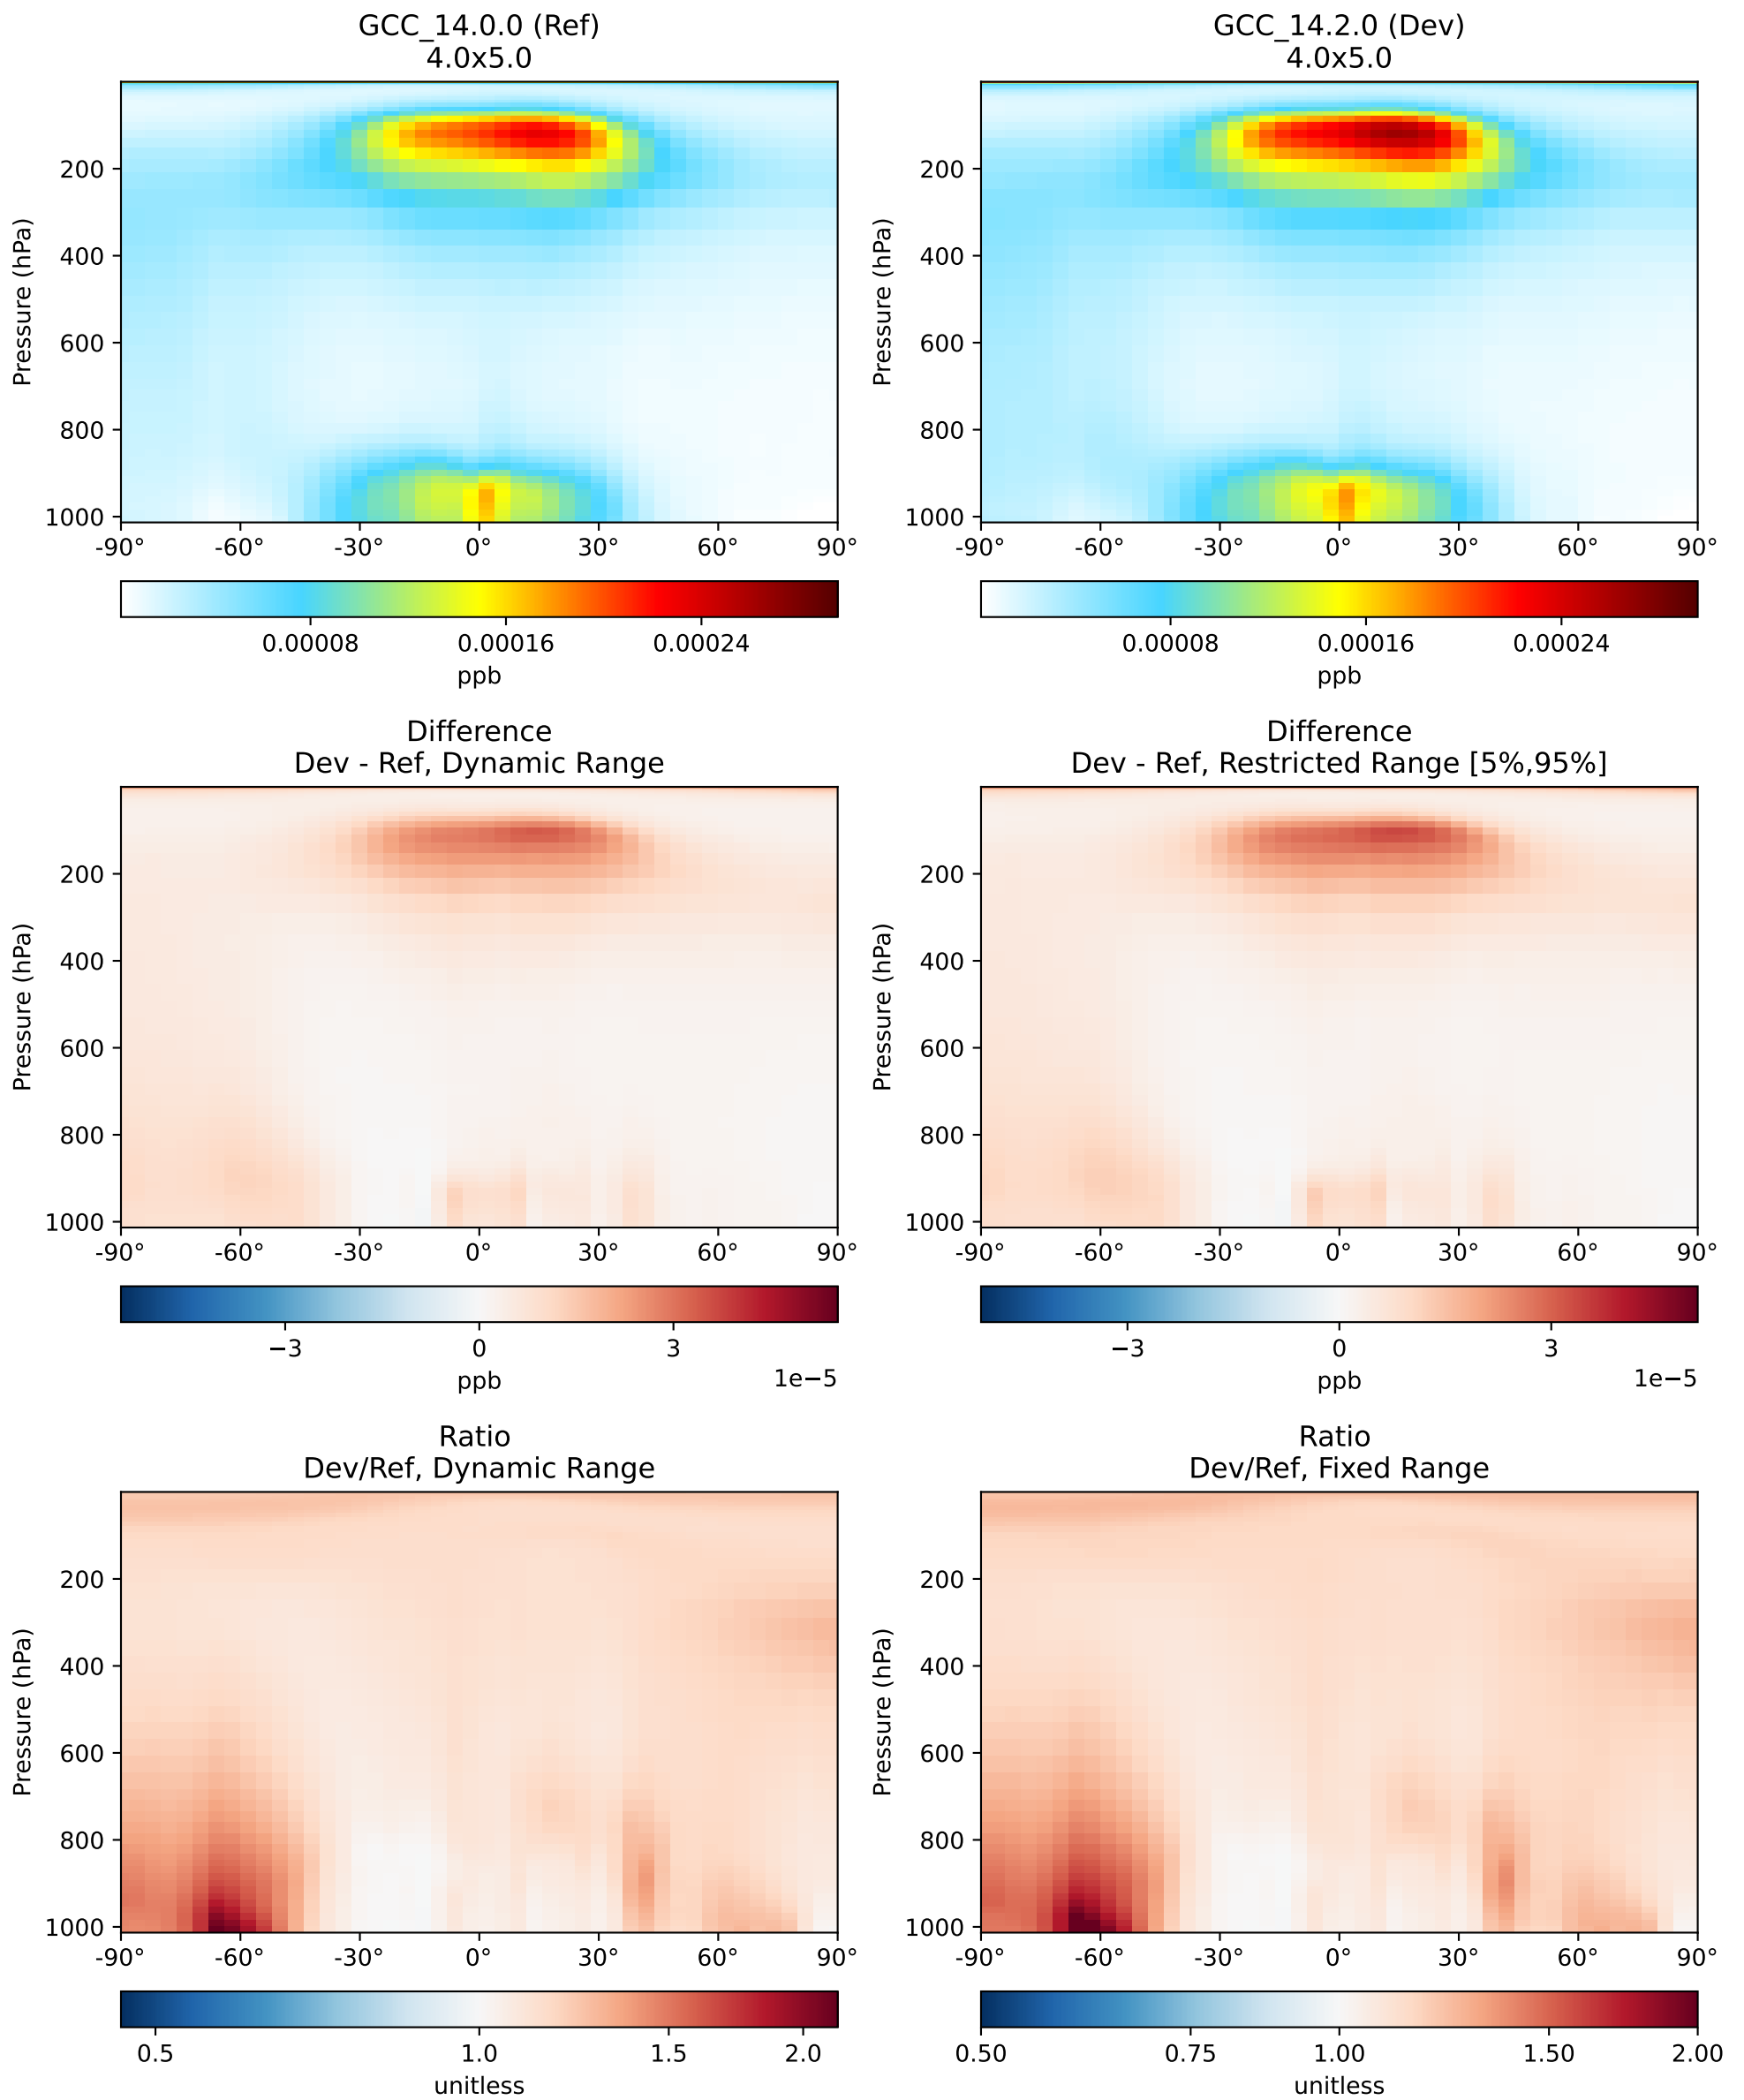 GCC_14.0.0 (Ref)
4.0x5.0
Pressure (hPa)
200
400
600
800
1000
-90° -60° -30° 0° 30° 60° 90°
0.00008 0.00016 0.00024
ppb
GCC_14.2.0 (Dev)
4.0x5.0
Pressure (hPa)
200
400
600
800
1000
-90° -60° -30° 0° 30° 60° 90°
0.00008 0.00016 0.00024
ppb
Difference
Dev - Ref, Dynamic Range
Pressure (hPa)
200
400
600
800
1000
-90° -60° -30° 0° 30° 60° 90°
−3 0 3
ppb 1e−5
Difference
Dev - Ref, Restricted Range [5%,95%]
Pressure (hPa)
200
400
600
800
1000
-90° -60° -30° 0° 30° 60° 90°
−3 0 3
ppb 1e−5
Ratio
Dev/Ref, Dynamic Range
Pressure (hPa)
200
400
600
800
1000
-90° -60° -30° 0° 30° 60° 90°
0.5 1.0 1.5 2.0
unitless
Ratio
Dev/Ref, Fixed Range
Pressure (hPa)
200
400
600
800
1000
-90° -60° -30° 0° 30° 60° 90°
0.50 0.75 1.00 1.50 2.00
unitless